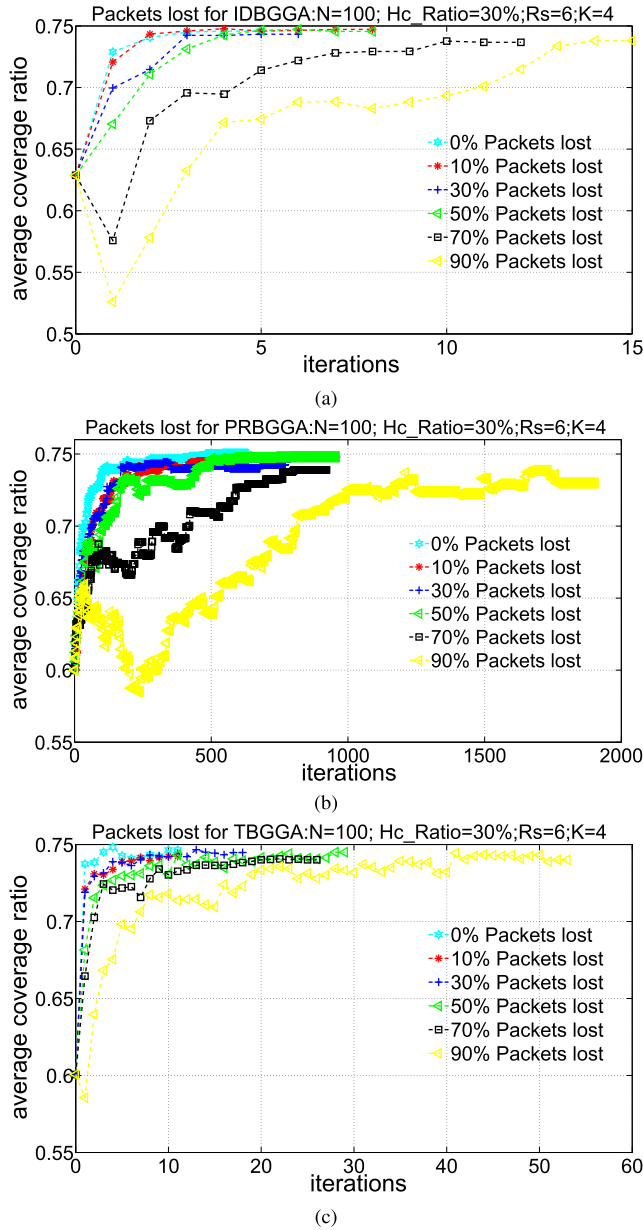 Packets lost for IDBGGA:N=100; Hc_Ratio=30%;Rs=6;K=4
0.75
0.7
0.65
0.6
0.55
0.5
average coverage ratio
0% Packets lost
10% Packets lost
30% Packets lost
50% Packets lost
70% Packets lost
90% Packets lost
0 5 10 15
iterations
(a)
Packets lost for PRBGGA:N=100; Hc_Ratio=30%;Rs=6;K=4
0.75
0.7
0.65
0.6
0.55
average coverage ratio
0% Packets lost
10% Packets lost
30% Packets lost
50% Packets lost
70% Packets lost
90% Packets lost
0 500 1000 1500 2000
iterations
(b)
Packets lost for TBGGA:N=100; Hc_Ratio=30%;Rs=6;K=4
0.75
0.7
0.65
0.6
0.55
average coverage ratio
0% Packets lost
10% Packets lost
30% Packets lost
50% Packets lost
70% Packets lost
90% Packets lost
0 10 20 30 40 50 60
iterations
(c)